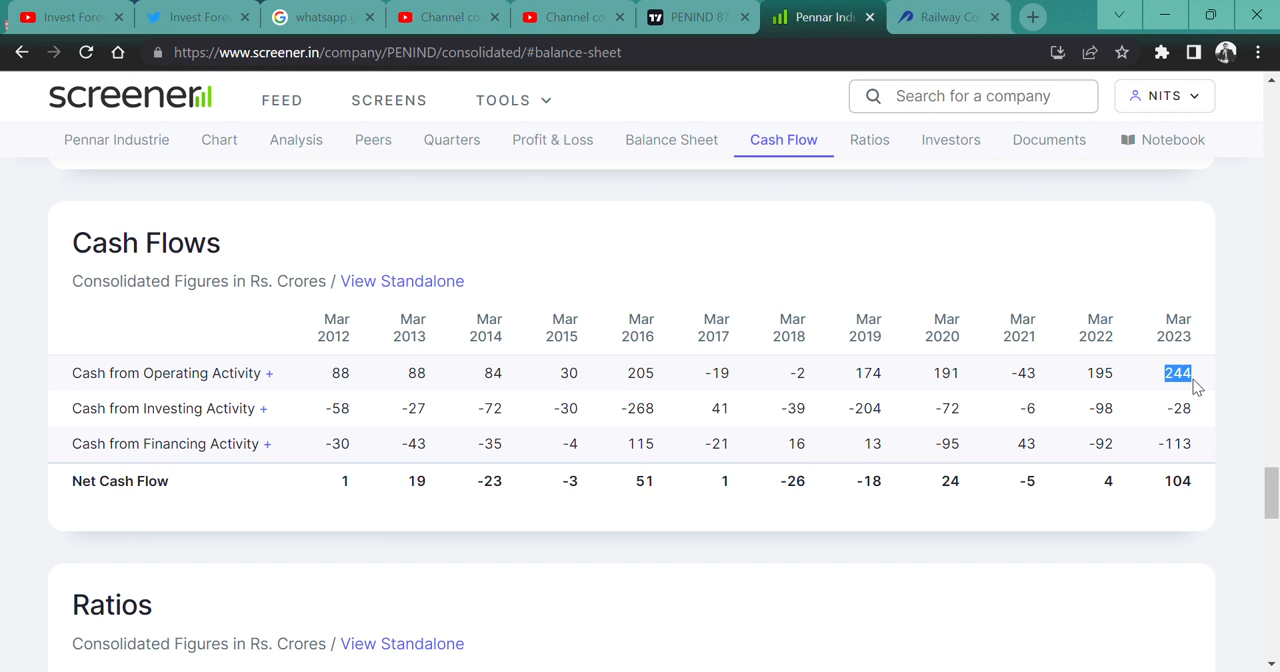 Invest Fore
Invest Fore
whatsapp g
Channel co
Channel co
PENIND 87
Pennar Indu
Railway Co
https://www.screener.in/company/PENIND/consolidated/#balance-sheet
screener
FEED
SCREENS
TOOLS
Search for a company
NITS
Pennar Industrie Chart Analysis Peers Quarters Profit & Loss Balance Sheet Cash Flow Ratios Investors Documents Notebook
Cash Flows
Consolidated Figures in Rs. Crores / View Standalone
Mar 2012 Mar 2013 Mar 2014 Mar 2015 Mar 2016 Mar 2017 Mar 2018 Mar 2019 Mar 2020 Mar 2021 Mar 2022 Mar 2023
Cash from Operating Activity + 88 88 84 30 205 -19 -2 174 191 -43 195 244
Cash from Investing Activity + -58 -27 -72 -30 -268 41 -39 -204 -72 -6 -98 -28
Cash from Financing Activity + -30 -43 -35 -4 115 -21 16 13 -95 43 -92 -113
Net Cash Flow 1 19 -23 -3 51 1 -26 -18 24 -5 4 104
Ratios
Consolidated Figures in Rs. Crores / View Standalone